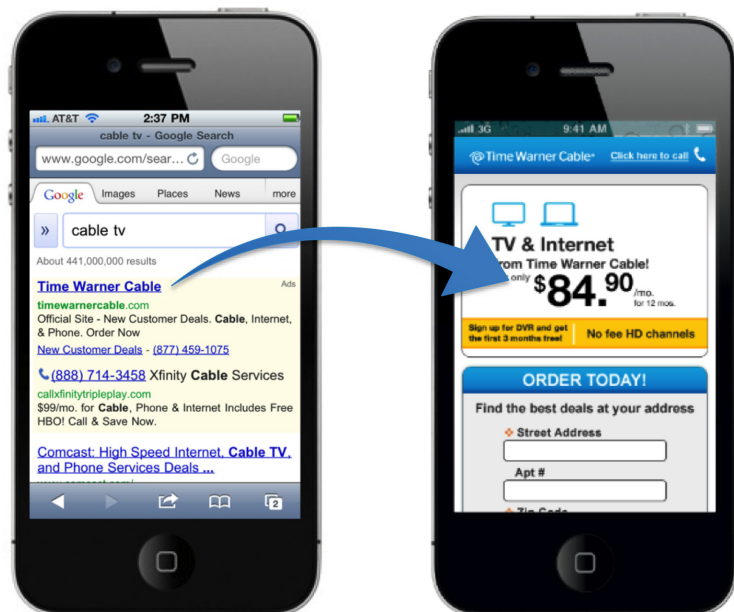 AT&T 2:37 PM
cable tv - Google Search
www.google.com/sear... Google
Google Images Places News more
» cable tv
About 441,000,000 results
Time Warner Cable Ads
timewarnercable.com
Official Site - New Customer Deals. Cable, Internet,
& Phone. Order Now
New Customer Deals - (877) 459-1075
(888) 714-3458 Xfinity Cable Services
callxfinitytripleplay.com
$99/mo. for Cable, Phone & Internet Includes Free
HBO! Call & Save Now.
Comcast: High Speed Internet, Cable TV,
and Phone Services Deals ...
2
3G 9:41 AM
Time Warner Cable Click here to call
TV & Internet
from Time Warner Cable!
only $84.90 /mo.
for 12 mos.
Sign up for DVR and get
the first 3 months free!
No fee HD channels
ORDER TODAY!
Find the best deals at your address
Street Address
Apt #
Zip Code